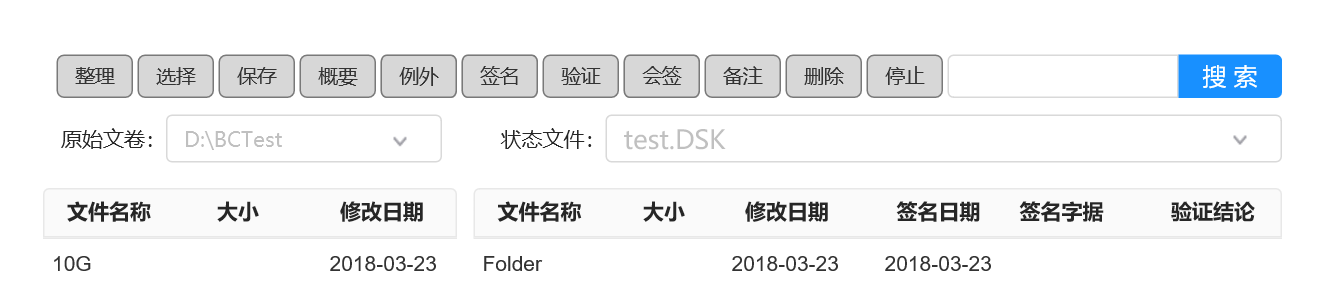 整理 选择 保存 概要 例外 签名 验证 会签 备注 删除 停止 搜 索
原始文卷： D:\BCTest 状态文件： test.DSK
文件名称 大小 修改日期 文件名称 大小 修改日期 签名日期 签名字据 验证结论
10G 2018-03-23 Folder 2018-03-23 2018-03-23